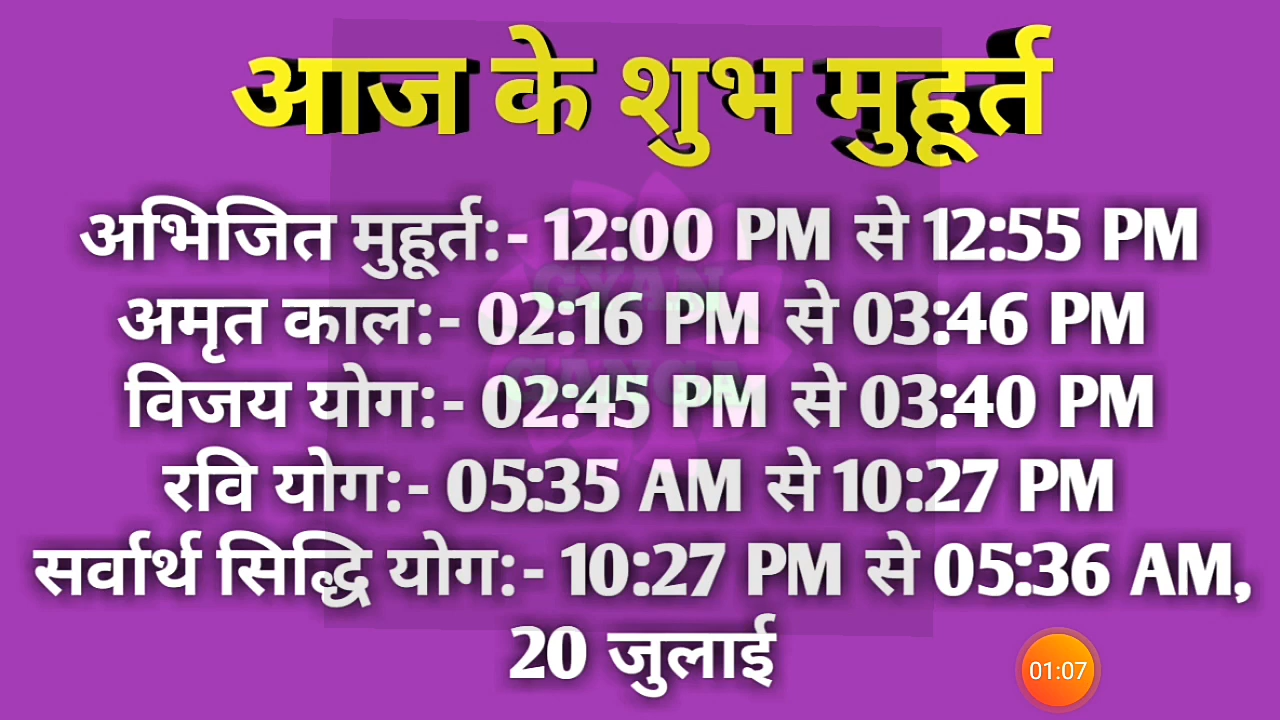 आज के शुभ मुहूर्त
अभिजित मुहूर्त:- 12:00 PM से 12:55 PM
अमृत काल:- 02:16 PM से 03:46 PM
विजय योग:- 02:45 PM से 03:40 PM
रवि योग:- 05:35 AM से 10:27 PM
सर्वार्थ सिद्धि योग:- 10:27 PM से 05:36 AM,
20 जुलाई
01:07
GYAN
GANGA